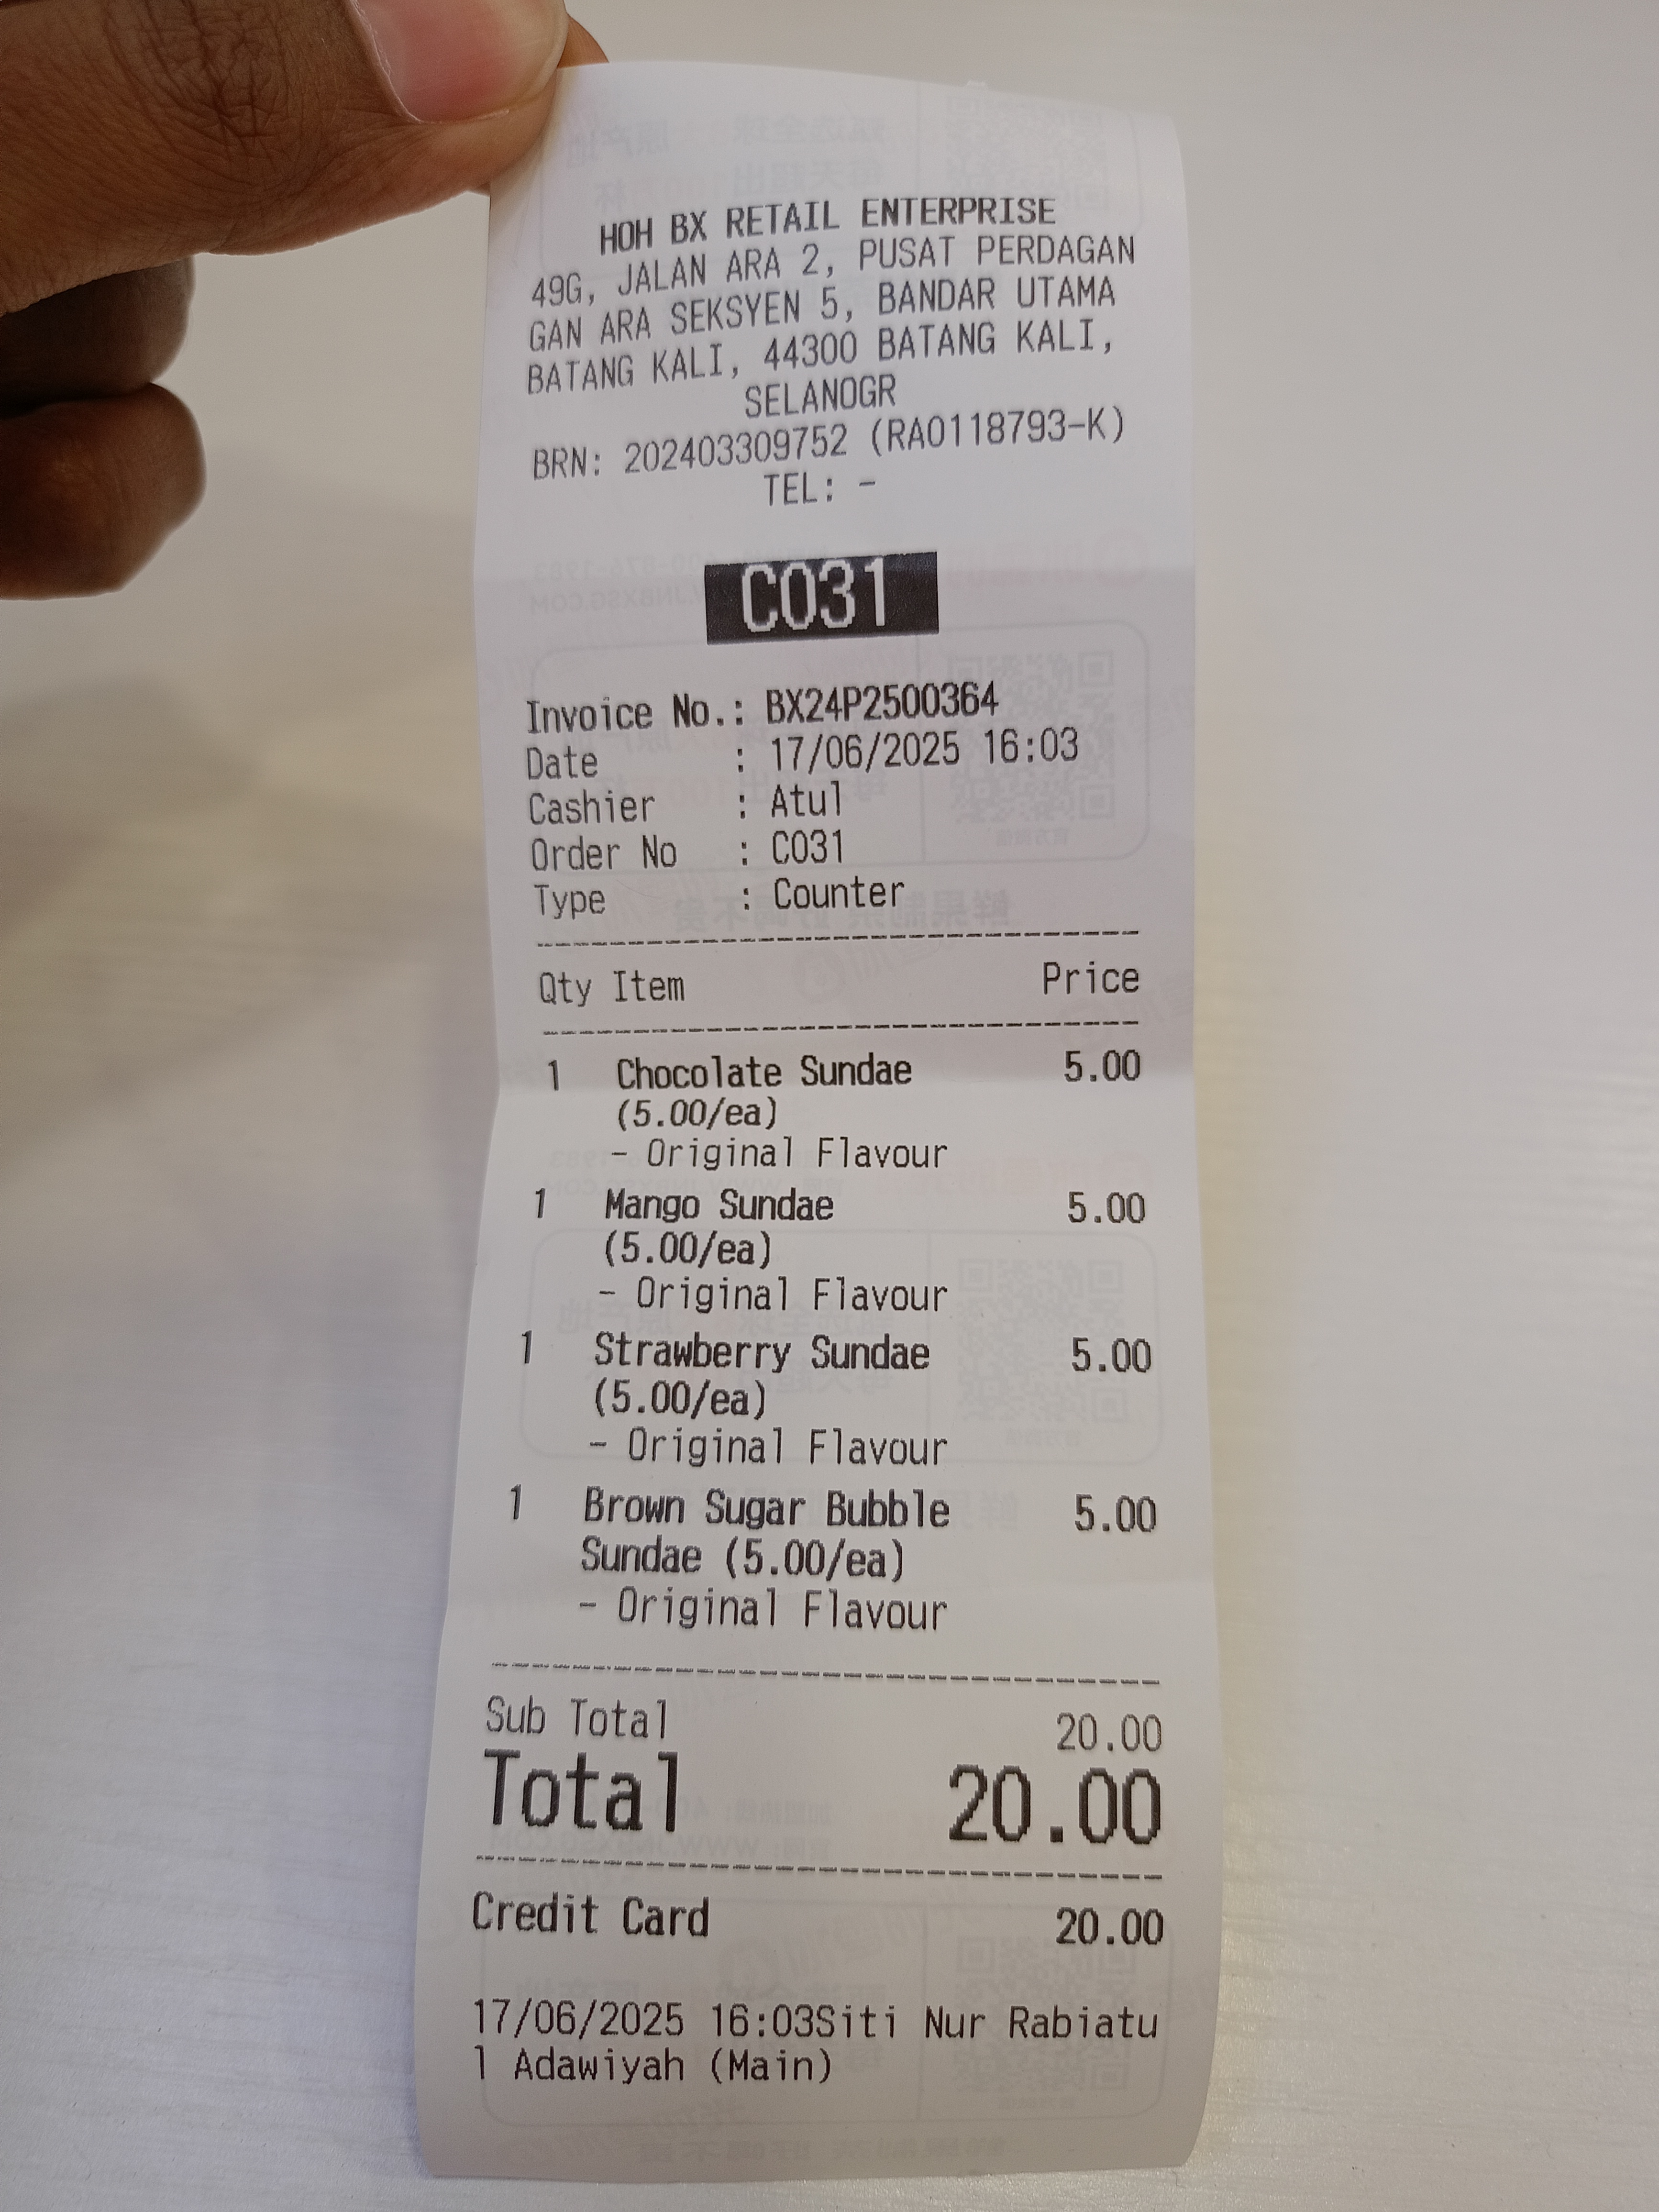 HOH BX RETAIL ENTERPRISE
49G, JALAN ARA 2, PUSAT PERDAGAN
GAN ARA SEKSYEN 5, BANDAR UTAMA
BATANG KALI, 44300 BATANG KALI,
SELANOGR
BRN: 202403309752 (RA0118793-K)
TEL: -
C031
Invoice No.: BX24P2500364
Date : 17/06/2025 16:03
Cashier : Atul
Order No : C031
Type : Counter
Qty Item Price
1 Chocolate Sundae 5.00
(5.00/ea)
- Original Flavour
1 Mango Sundae 5.00
(5.00/ea)
- Original Flavour
1 Strawberry Sundae 5.00
(5.00/ea)
- Original Flavour
1 Brown Sugar Bubble 5.00
Sundae (5.00/ea)
- Original Flavour
Sub Total 20.00
Total 20.00
Credit Card 20.00
17/06/2025 16:03Siti Nur Rabiatu
l Adawiyah (Main)